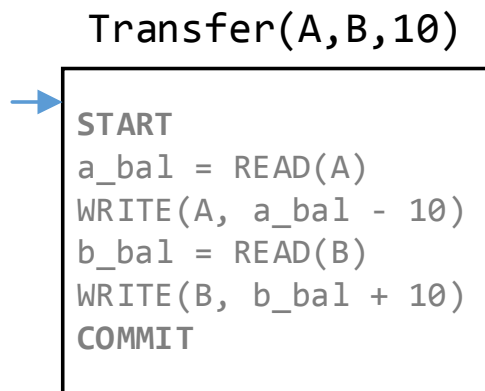 Transfer(A,B,10)
START
a_bal = READ(A)
WRITE(A, a_bal - 10)
b_bal = READ(B)
WRITE(B, b_bal + 10)
COMMIT